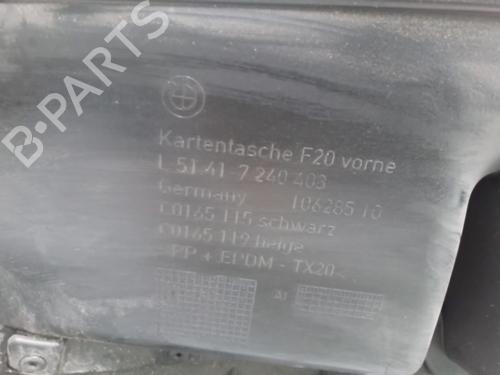 Kartentasche F20 vorne
L 51.41-7 240 403
Germany 106285 10
C0165 115 schwarz
C0165 119 beige
>PP + EPDM - TX20<
B-PARTS